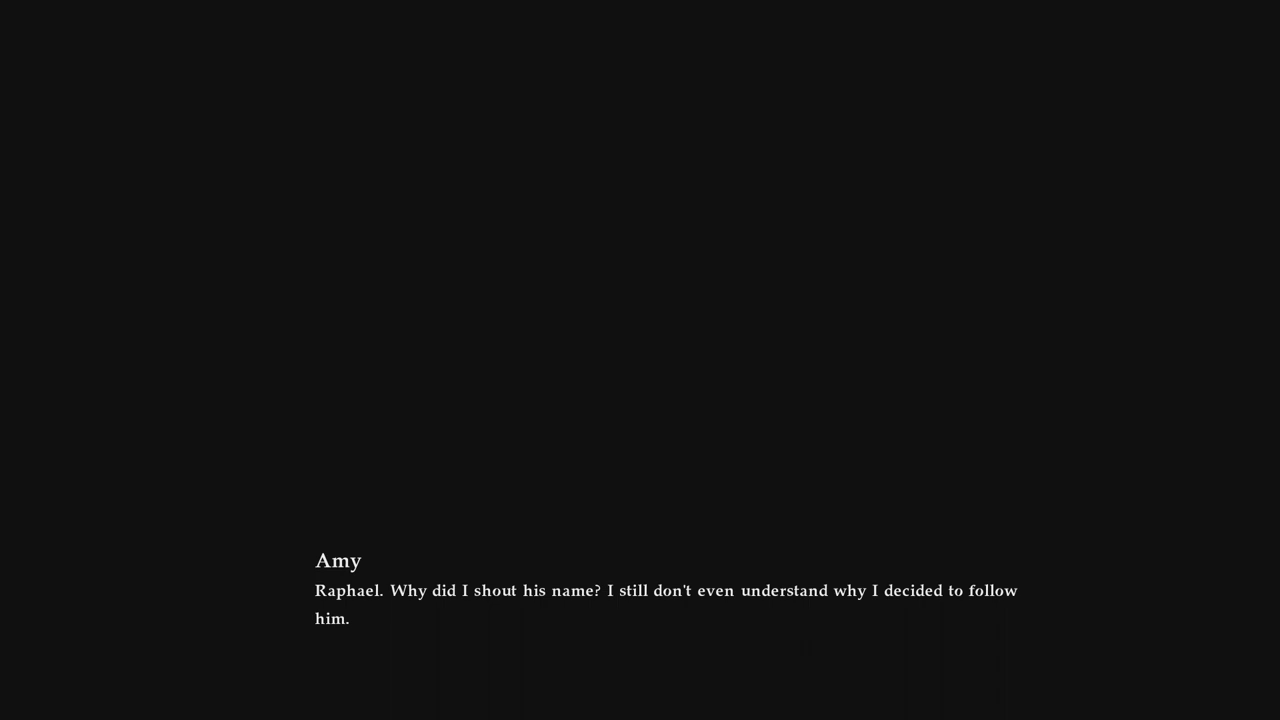 Amy
Raphael. Why did I shout his name? I still don't even understand why I decided to follow
him.